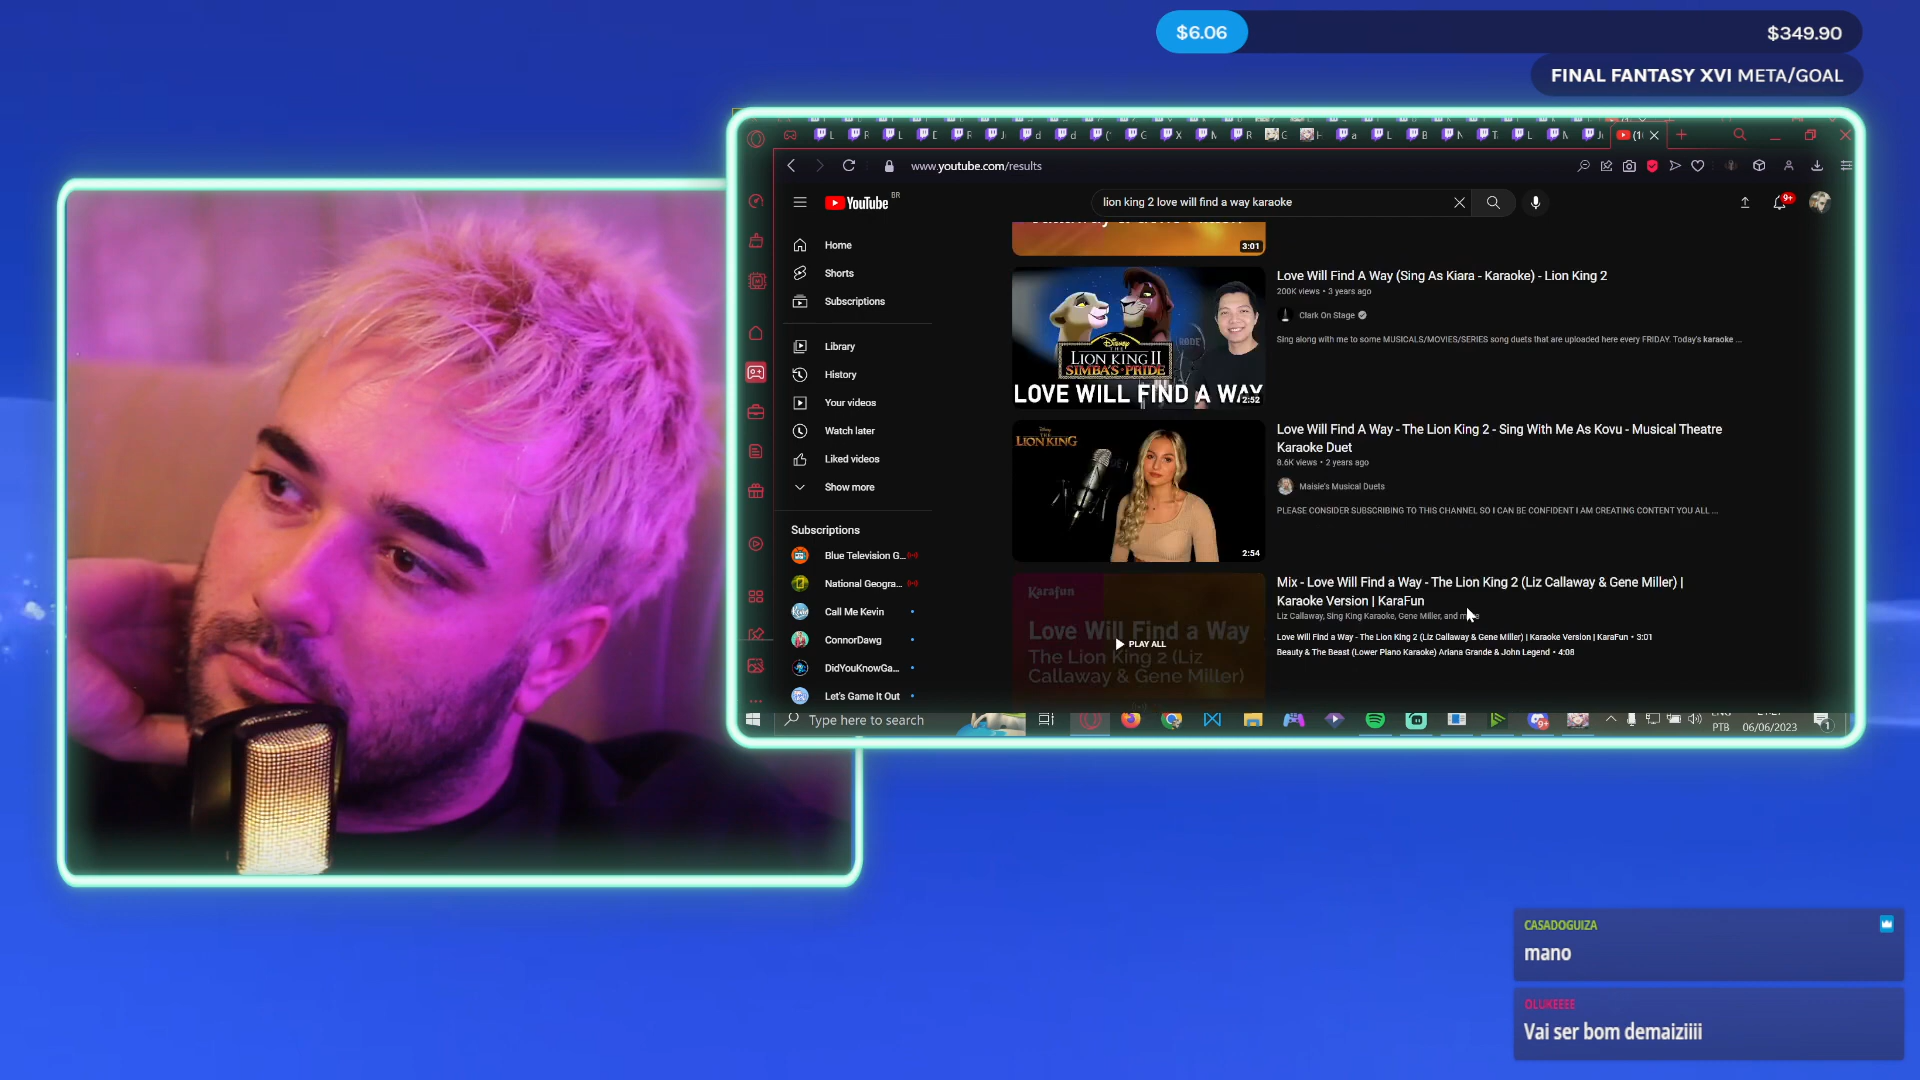 $6.06
$349.90
FINAL FANTASY XVI META/GOAL
www.youtube.com/results
YouTube BR
lion king 2 love will find a way karaoke
9+
Home
Shorts
Subscriptions
Library
History
Your videos
Watch later
Liked videos
Show more
Subscriptions
Blue Television G...
National Geogra...
Call Me Kevin
ConnorDawg
DidYouKnowGa...
Let's Game It Out
3:01
Disney
THE
LION KING II
SIMBA'S PRIDE
LOVE WILL FIND A WAY
2:52
Love Will Find A Way (Sing As Kiara - Karaoke) - Lion King 2
200K views • 3 years ago
Clark On Stage
Sing along with me to some MUSICALS/MOVIES/SERIES song duets that are uploaded here every FRIDAY. Today's karaoke ...
Disney
THE
LION KING
2:54
Love Will Find A Way - The Lion King 2 - Sing With Me As Kovu - Musical Theatre
Karaoke Duet
8.6K views • 2 years ago
Maisie's Musical Duets
PLEASE CONSIDER SUBSCRIBING TO THIS CHANNEL SO I CAN BE CONFIDENT I AM CREATING CONTENT YOU ALL ...
Karafun
Love Will Find a Way
The Lion King 2 (Liz
Callaway & Gene Miller)
PLAY ALL
Mix - Love Will Find a Way - The Lion King 2 (Liz Callaway & Gene Miller) |
Karaoke Version | KaraFun
Liz Callaway, Sing King Karaoke, Gene Miller, and
Love Will Find a Way - The Lion King 2 (Liz Callaway & Gene Miller) | Karaoke Version | KaraFun • 3:01
Beauty & The Beast (Lower Piano Karaoke) Ariana Grande & John Legend • 4:08
Type here to search
9+
PTB
06/06/2023
1
CASADOGUIZA
mano
OLUKEEEE
Vai ser bom demaiziiii